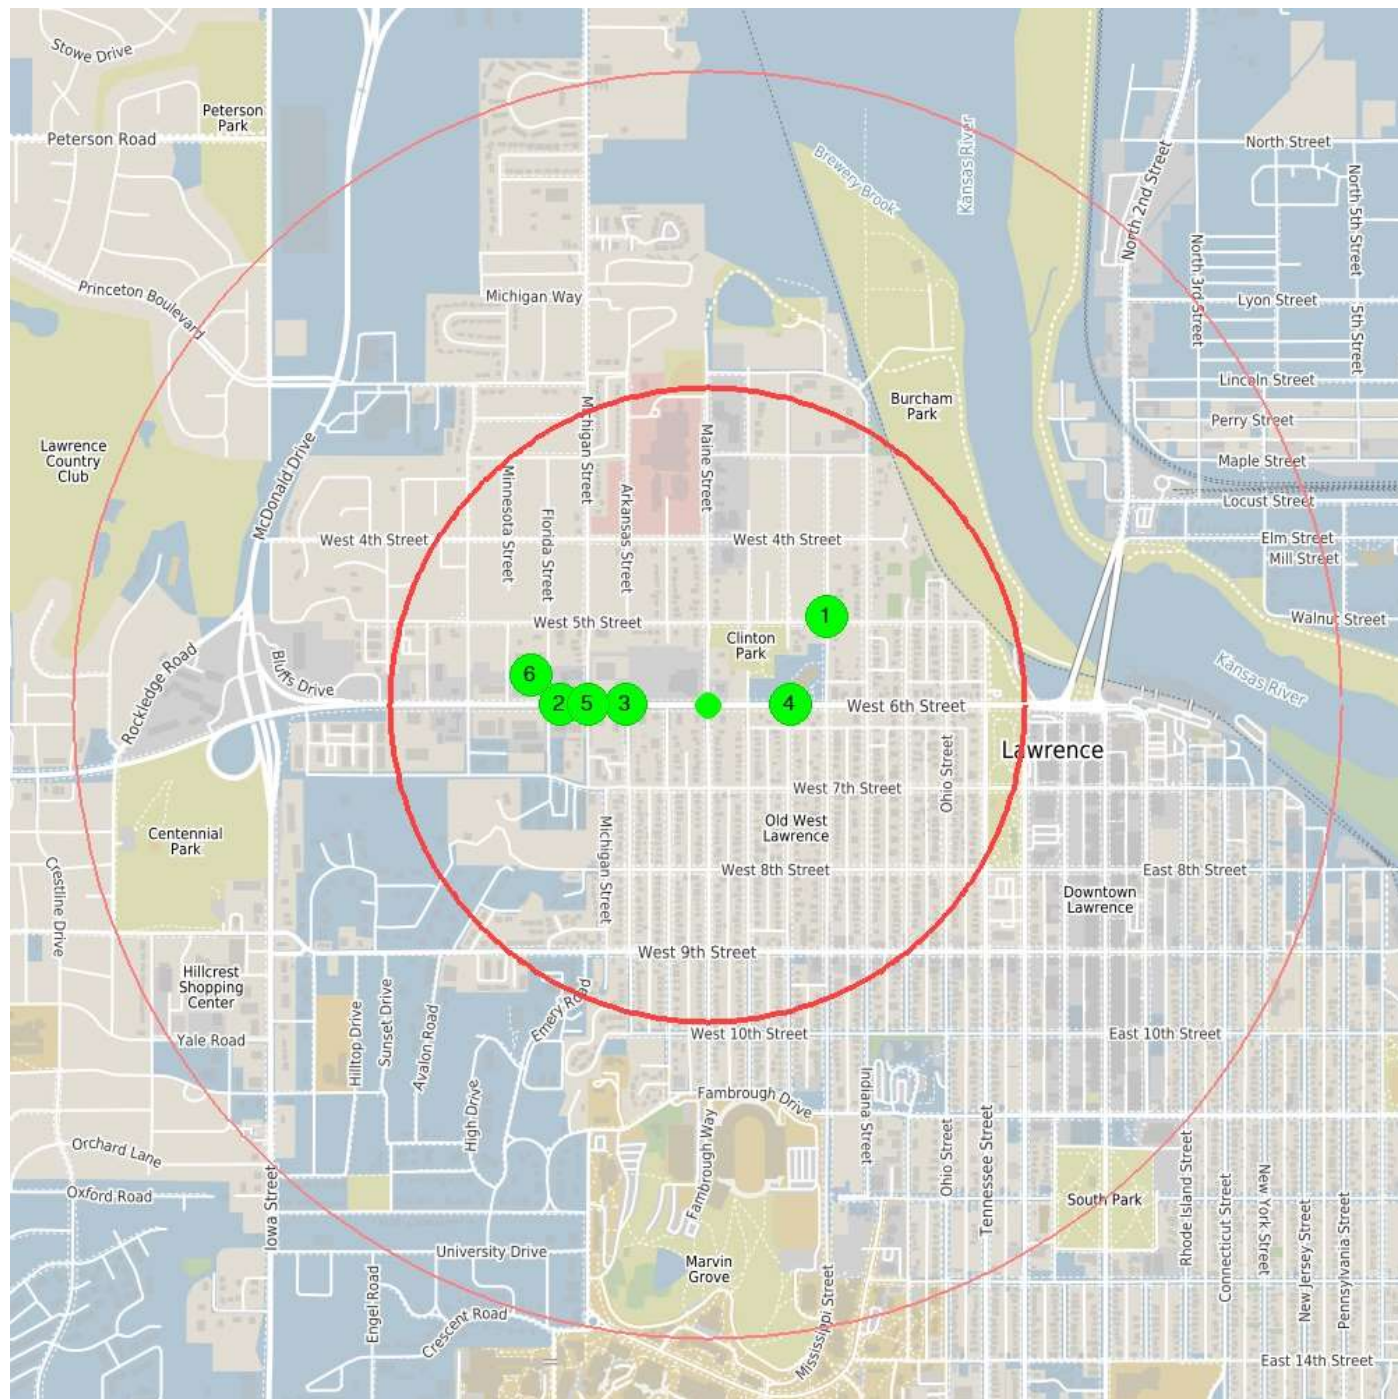 Stowe Drive
Peterson
Park
Peterson Road
North Street
Brewery Brook
Kansas River
North 2nd Street
North 5th Street
North 3rd Street
Princeton Boulevard
Michigan Way
Lyon Street
5th Street
Lincoln Street
Burcham
Park
Perry Street
Lawrence
Country
Club
McDonald Drive
Michigan Street
Maine Street
Maple Street
Minnesota Street
Arkansas Street
Locust Street
Florida Street
West 4th Street
West 4th Street
Elm Street
Mill Street
1
West 5th Street
Walnut Street
Clinton
Park
Rockledge Road
Bluffs Drive
6
Kansas River
2
5
3
4
West 6th Street
Lawrence
Ohio Street
West 7th Street
Centennial
Park
Michigan Street
Old West
Lawrence
Crestline Drive
West 8th Street
East 8th Street
Downtown
Lawrence
West 9th Street
Hillcrest
Shopping
Center
Hilltop Drive
Sunset Drive
Avalon Road
Emery Road
Yale Road
West 10th Street
East 10th Street
High Drive
Fambrough Drive
Indiana Street
Fambrough Way
Ohio Street
Tennessee Street
Orchard Lane
Oxford Road
Iowa Street
South Park
Rhode Island Street
Connecticut Street
New York Street
New Jersey Street
Pennsylvania Street
University Drive
Marvin
Grove
Engel Road
Crescent Road
Mississippi Street
East 14th Street